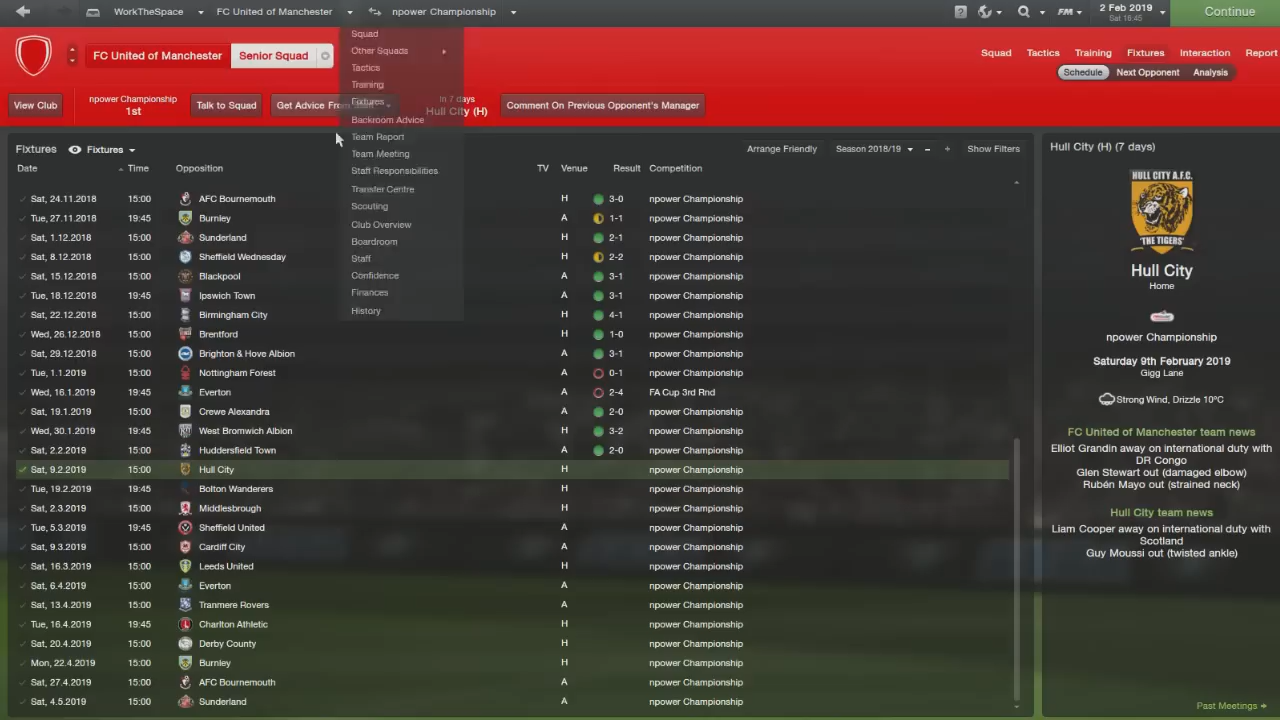 WorkTheSpace FC United of Manchester npower Championship ? FM 2 Feb 2019 Sat 16:45 Continue
FC United of Manchester Senior Squad
Squad Tactics Training Fixtures Interaction Report
Schedule Next Opponent Analysis
View Club npower Championship 1st Talk to Squad Get Advice From In 7 days Hull City (H) Comment On Previous Opponent's Manager
Squad
Other Squads
Tactics
Training
Fixtures
Backroom Advice
Team Report
Team Meeting
Staff Responsibilities
Transfer Centre
Scouting
Club Overview
Boardroom
Staff
Confidence
Finances
History
Fixtures Fixtures Arrange Friendly Season 2018/19 – + Show Filters
Date Time Opposition TV Venue Result Competition
Sat, 24.11.2018 15:00 AFC Bournemouth H 3-0 npower Championship
Tue, 27.11.2018 19:45 Burnley A 1-1 npower Championship
Sat, 1.12.2018 15:00 Sunderland H 2-1 npower Championship
Sat, 8.12.2018 15:00 Sheffield Wednesday H 2-2 npower Championship
Sat, 15.12.2018 15:00 Blackpool A 3-1 npower Championship
Tue, 18.12.2018 19:45 Ipswich Town A 3-1 npower Championship
Sat, 22.12.2018 15:00 Birmingham City H 4-1 npower Championship
Wed, 26.12.2018 15:00 Brentford H 1-0 npower Championship
Sat, 29.12.2018 15:00 Brighton & Hove Albion A 3-1 npower Championship
Tue, 1.1.2019 15:00 Nottingham Forest A 0-1 npower Championship
Wed, 16.1.2019 19:45 Everton A 2-4 FA Cup 3rd Rnd
Sat, 19.1.2019 15:00 Crewe Alexandra A 2-0 npower Championship
Wed, 30.1.2019 19:45 West Bromwich Albion H 3-2 npower Championship
Sat, 2.2.2019 15:00 Huddersfield Town A 2-0 npower Championship
Sat, 9.2.2019 15:00 Hull City H npower Championship
Tue, 19.2.2019 19:45 Bolton Wanderers H npower Championship
Sat, 2.3.2019 15:00 Middlesbrough H npower Championship
Tue, 5.3.2019 19:45 Sheffield United A npower Championship
Sat, 9.3.2019 15:00 Cardiff City A npower Championship
Sat, 16.3.2019 15:00 Leeds United H npower Championship
Sat, 6.4.2019 15:00 Everton A npower Championship
Sat, 13.4.2019 15:00 Tranmere Rovers A npower Championship
Tue, 16.4.2019 19:45 Charlton Athletic H npower Championship
Sat, 20.4.2019 15:00 Derby County H npower Championship
Mon, 22.4.2019 15:00 Burnley H npower Championship
Sat, 27.4.2019 15:00 AFC Bournemouth A npower Championship
Sat, 4.5.2019 15:00 Sunderland A npower Championship
Hull City (H) (7 days)
HULL CITY A.F.C.
'THE TIGERS'
Hull City
Home
npower Championship
Saturday 9th February 2019
Gigg Lane
Strong Wind, Drizzle 10°C
FC United of Manchester team news
Elliot Grandin away on international duty with
DR Congo
Glen Stewart out (damaged elbow)
Rubén Mayo out (strained neck)
Hull City team news
Liam Cooper away on international duty with
Scotland
Guy Moussi out (twisted ankle)
Past Meetings